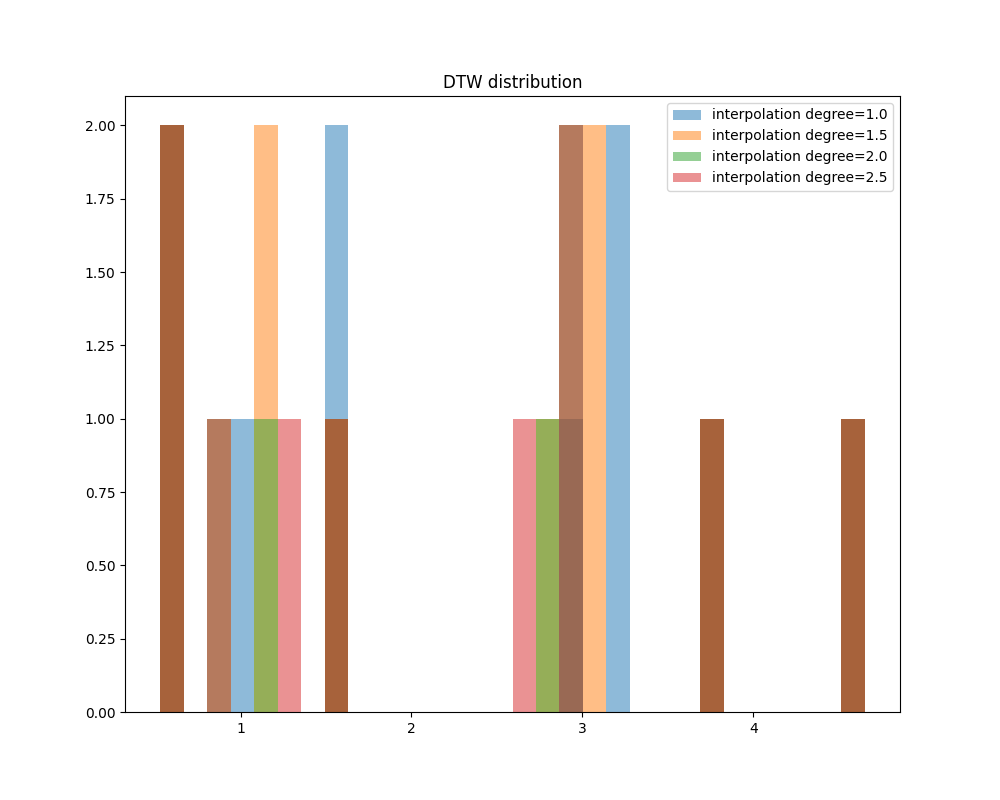 DTW distribution
interpolation degree=1.0
interpolation degree=1.5
interpolation degree=2.0
interpolation degree=2.5
2.00
1.75
1.50
1.25
1.00
0.75
0.50
0.25
0.00
1 2 3 4